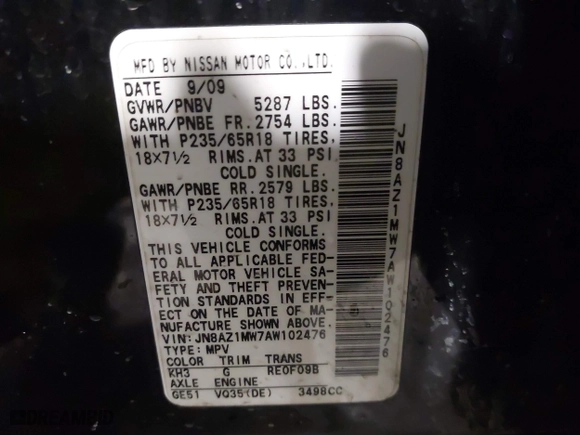 MFD BY NISSAN MOTOR CO.,LTD.
DATE 9/09
GVWR/PNBV 5287 LBS.
GAWR/PNBE FR. 2754 LBS.
WITH P235/65R18 TIRES,
18X7½ RIMS. AT 33 PSI
COLD SINGLE.
GAWR/PNBE RR. 2579 LBS.
WITH P235/65R18 TIRES,
18X7½ RIMS. AT 33 PSI
COLD SINGLE.
THIS VEHICLE CONFORMS
TO ALL APPLICABLE FED-
ERAL MOTOR VEHICLE SA-
FETY AND THEFT PREVEN-
TION STANDARDS IN EFF-
ECT ON THE DATE OF MA-
NUFACTURE SHOWN ABOVE.
VIN:JN8AZ1MW7AW102476
TYPE:MPV
COLOR TRIM TRANS
KH3 G RE0F09B
AXLE ENGINE
GE51 VQ35(DE) 3498CC
JN8AZ1MW7AW102476
DREAMBID